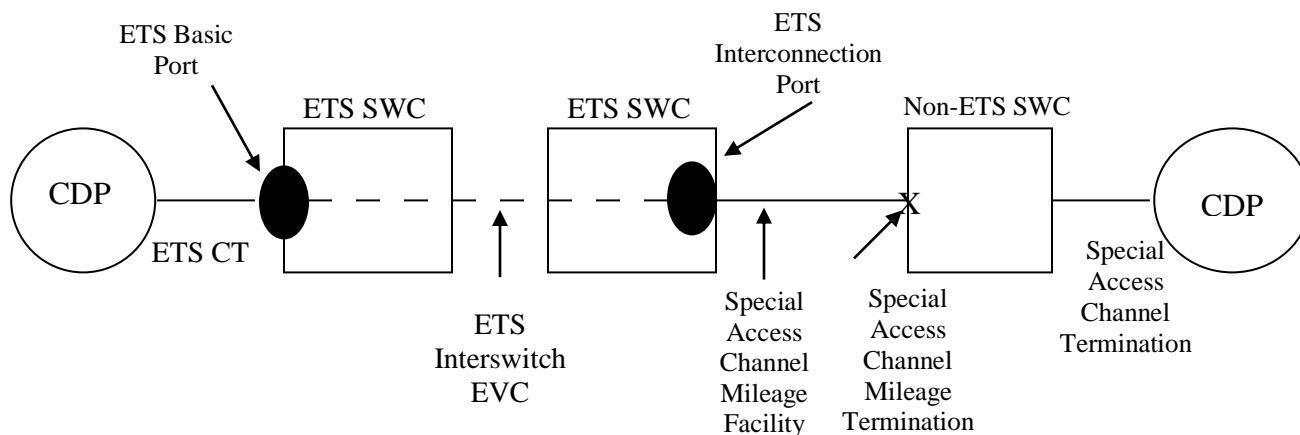 ETS Basic
Port
ETS
Interconnection
Port
ETS SWC
ETS SWC
Non-ETS SWC
CDP
X
CDP
ETS CT
ETS
Interswitch
EVC
Special
Access
Channel
Mileage
Facility
Special
Access
Channel
Mileage
Termination
Special
Access
Channel
Termination